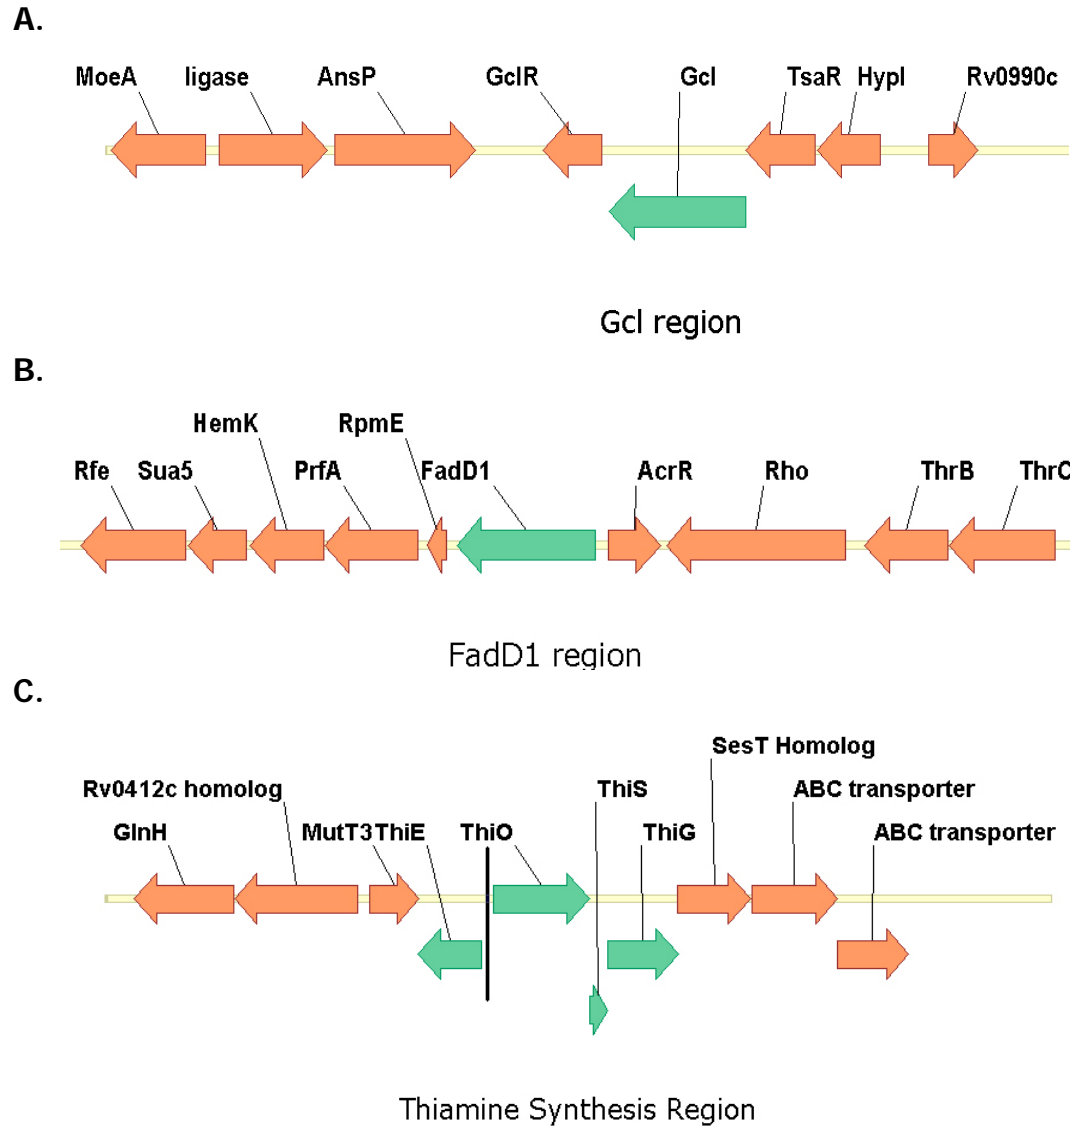 A.
MoeA ligase AnsP GclR Gcl TsaR HypI Rv0990c
Gcl region
B.
HemK RpmE
Rfe Sua5 PrfA FadD1 AcrR Rho ThrB ThrC
FadD1 region
C.
SesT Homolog
Rv0412c homolog ThiS ABC transporter
GlnH MutT3ThiE ThiO ThiG ABC transporter
Thiamine Synthesis Region